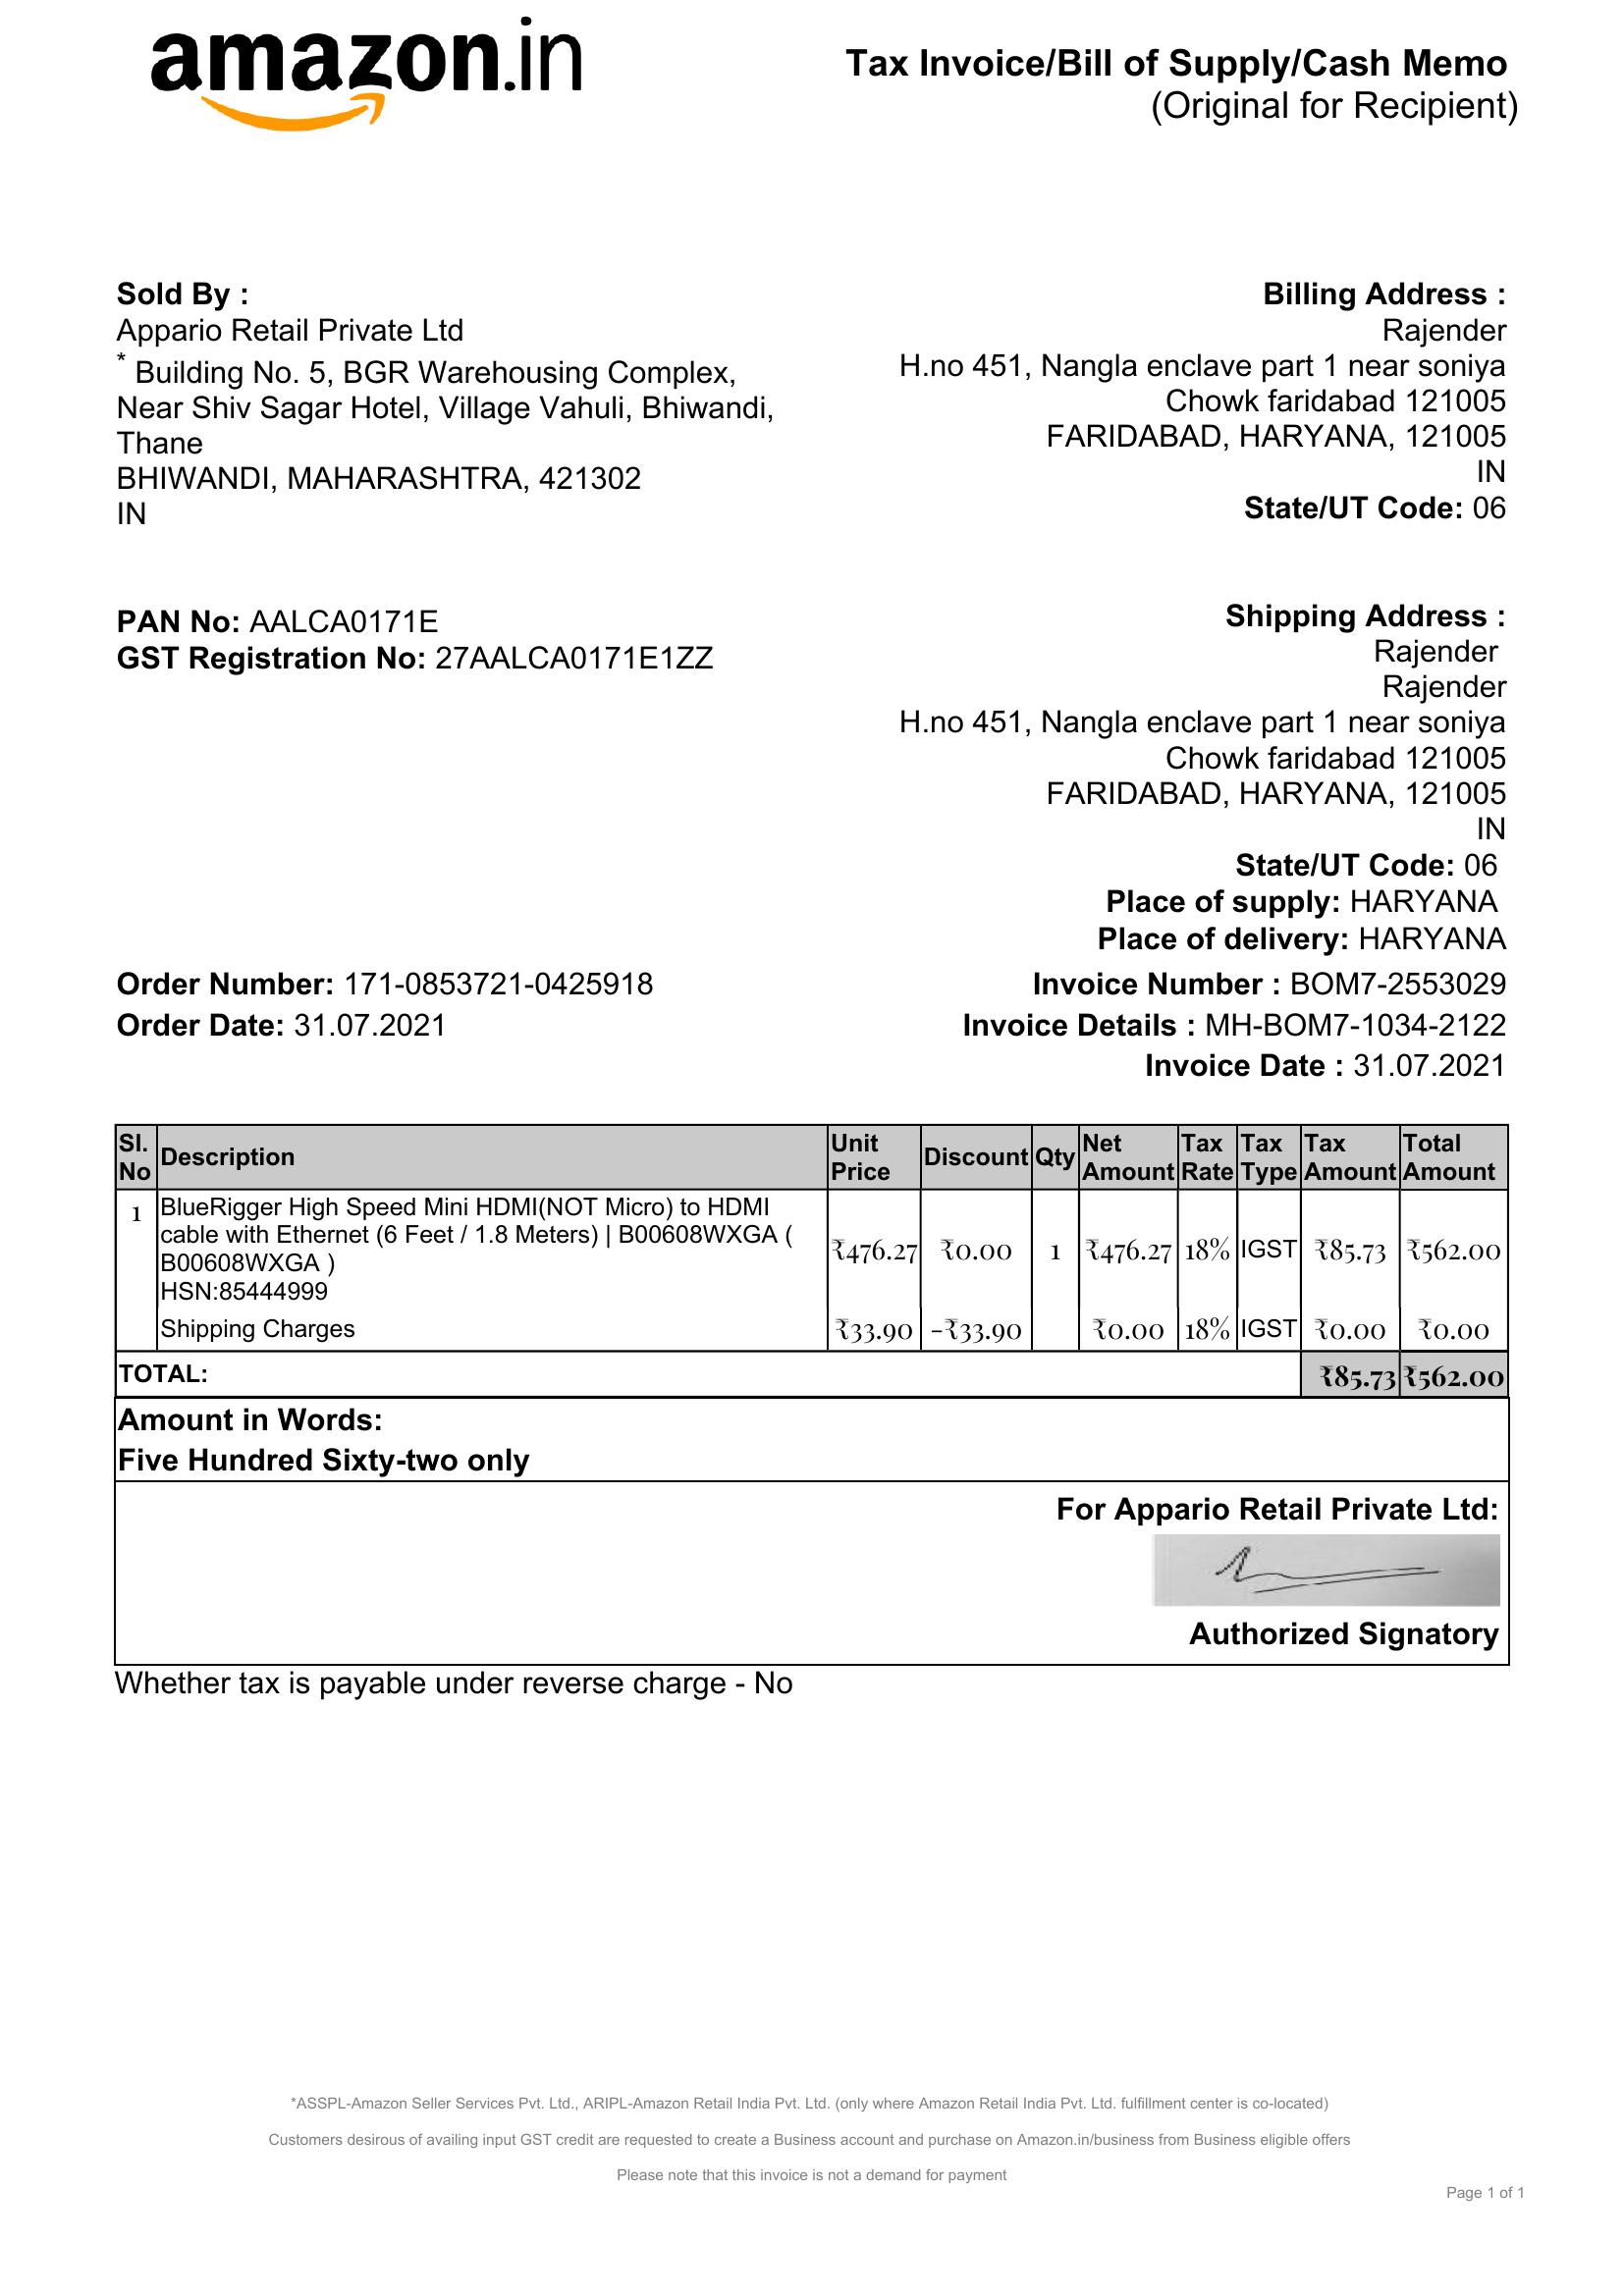 amazon.in
Tax Invoice/Bill of Supply/Cash Memo
(Original for Recipient)
Sold By :
Appario Retail Private Ltd
* Building No. 5, BGR Warehousing Complex,
Near Shiv Sagar Hotel, Village Vahuli, Bhiwandi,
Thane
BHIWANDI, MAHARASHTRA, 421302
IN
Billing Address :
Rajender
H.no 451, Nangla enclave part 1 near soniya
Chowk faridabad 121005
FARIDABAD, HARYANA, 121005
IN
State/UT Code: 06
PAN No: AALCA0171E
GST Registration No: 27AALCA0171E1ZZ
Shipping Address :
Rajender
Rajender
H.no 451, Nangla enclave part 1 near soniya
Chowk faridabad 121005
FARIDABAD, HARYANA, 121005
IN
State/UT Code: 06
Place of supply: HARYANA
Place of delivery: HARYANA
Order Number: 171-0853721-0425918
Order Date: 31.07.2021
Invoice Number : BOM7-2553029
Invoice Details : MH-BOM7-1034-2122
Invoice Date : 31.07.2021
Sl. No Description Unit Price Discount Qty Net Amount Tax Rate Tax Type Tax Amount Total Amount
1 BlueRigger High Speed Mini HDMI(NOT Micro) to HDMI
cable with Ethernet (6 Feet / 1.8 Meters) | B00608WXGA (
B00608WXGA )
HSN:85444999
₹476.27 ₹0.00 1 ₹476.27 18% IGST ₹85.73 ₹562.00
Shipping Charges ₹33.90 -₹33.90 ₹0.00 18% IGST ₹0.00 ₹0.00
TOTAL: ₹85.73 ₹562.00
Amount in Words:
Five Hundred Sixty-two only
For Appario Retail Private Ltd:
Authorized Signatory
Whether tax is payable under reverse charge - No
*ASSPL-Amazon Seller Services Pvt. Ltd., ARIPL-Amazon Retail India Pvt. Ltd. (only where Amazon Retail India Pvt. Ltd. fulfillment center is co-located)
Customers desirous of availing input GST credit are requested to create a Business account and purchase on Amazon.in/business from Business eligible offers
Please note that this invoice is not a demand for payment
Page 1 of 1